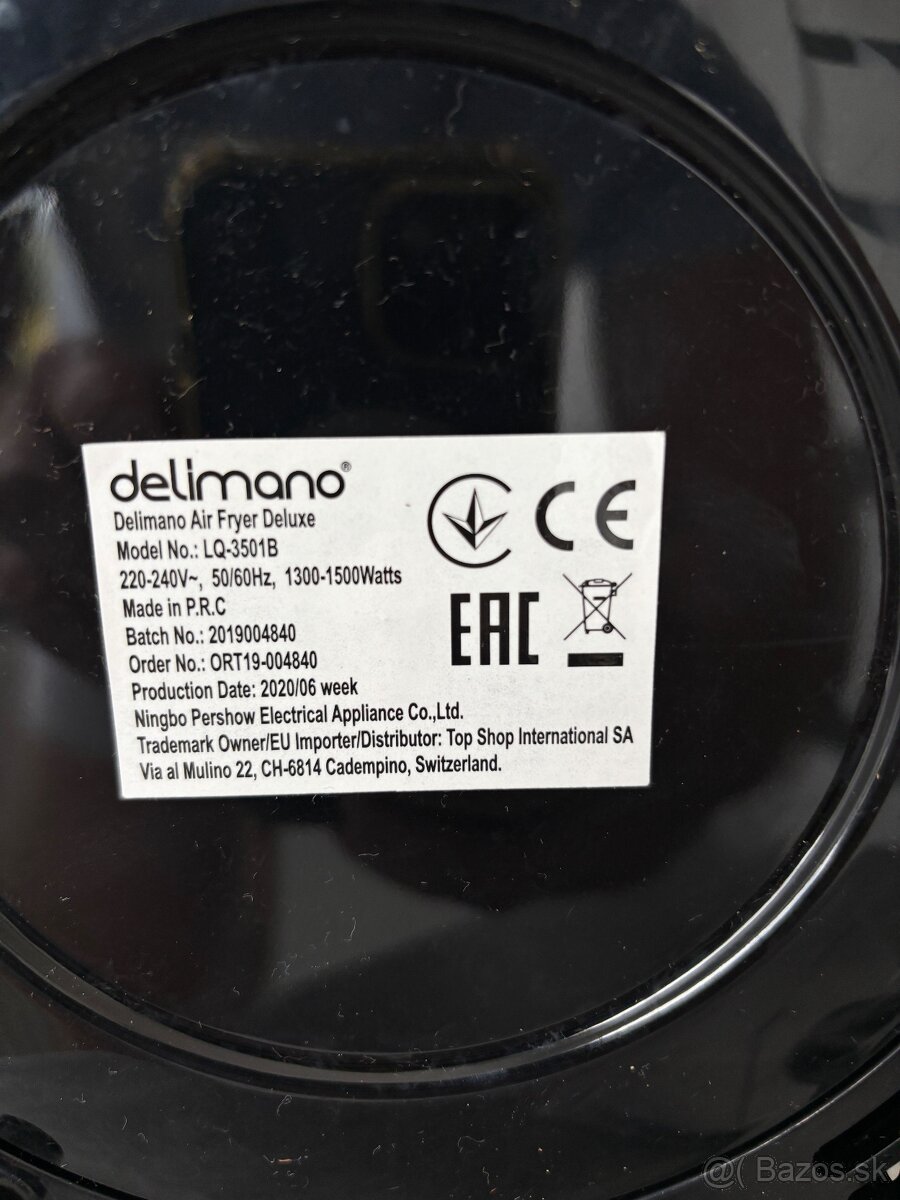 delimano®
Delimano Air Fryer Deluxe
Model No.: LQ-3501B
220-240V~, 50/60Hz, 1300-1500Watts
Made in P.R.C
Batch No.: 2019004840
Order No.: ORT19-004840
Production Date: 2020/06 week
Ningbo Pershow Electrical Appliance Co.,Ltd.
Trademark Owner/EU Importer/Distributor: Top Shop International SA
Via al Mulino 22, CH-6814 Cadempino, Switzerland.
CE
EAC
@( Bazos.sk